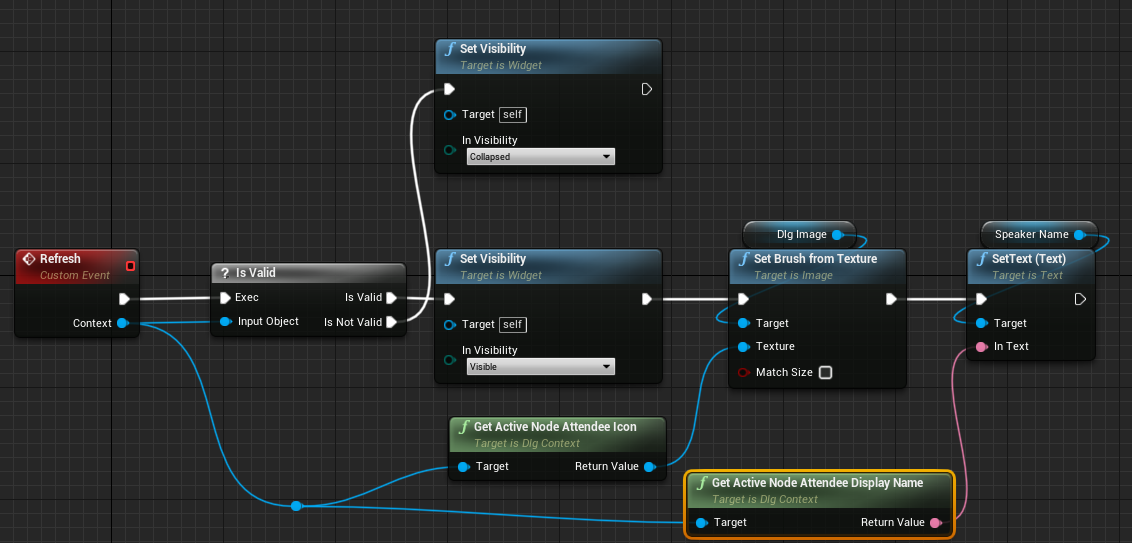 Set Visibility
Target is Widget
Target self
In Visibility
Collapsed
Refresh
Custom Event
Context
? Is Valid
Exec Is Valid
Input Object Is Not Valid
Set Visibility
Target is Widget
Target self
In Visibility
Visible
Dlg Image
Set Brush from Texture
Target is Image
Target
Texture
Match Size
Speaker Name
SetText (Text)
Target is Text
Target
In Text
Get Active Node Attendee Icon
Target is Dlg Context
Target Return Value
Get Active Node Attendee Display Name
Target is Dlg Context
Target Return Value